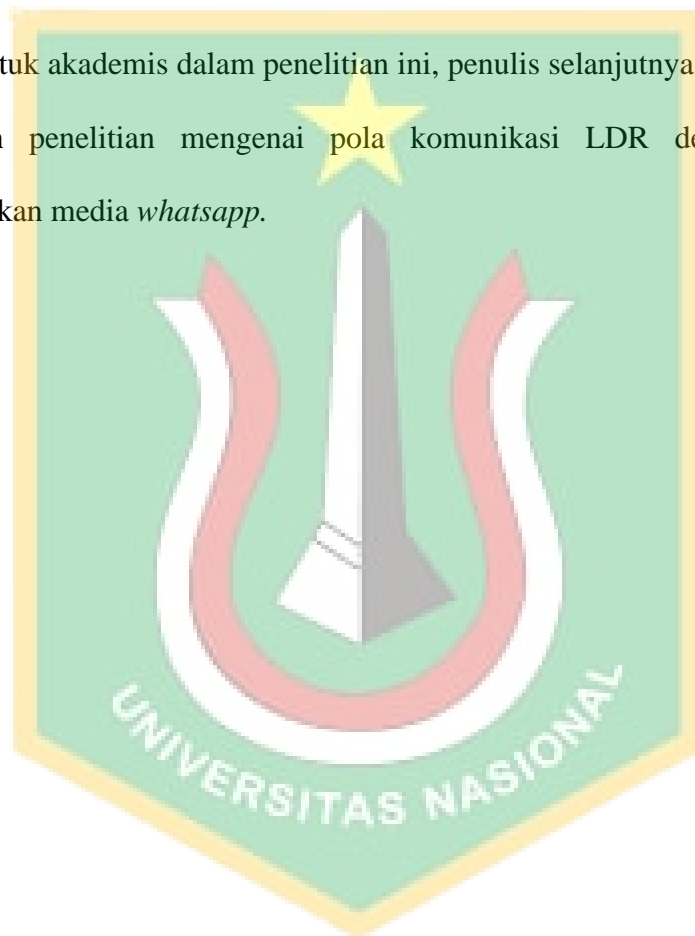 tuk akademis dalam penelitian ini, penulis selanjutnya
penelitian mengenai pola komunikasi LDR de
kan media whatsapp.
UNIVERSITAS NASIONAL